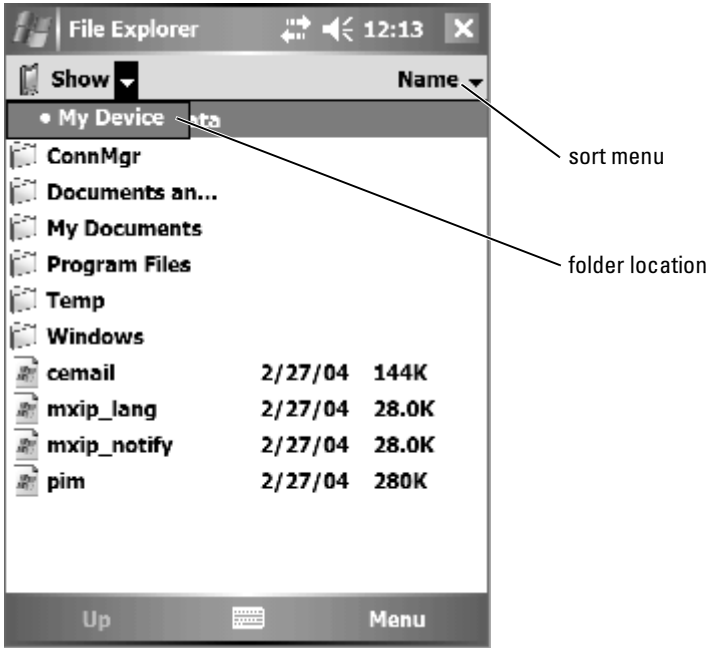 File Explorer 12:13
Show Name
My Device ata
ConnMgr
Documents an...
My Documents
Program Files
Temp
Windows
cemail 2/27/04 144K
mxip_lang 2/27/04 28.0K
mxip_notify 2/27/04 28.0K
pim 2/27/04 280K
Up Menu
sort menu
folder location